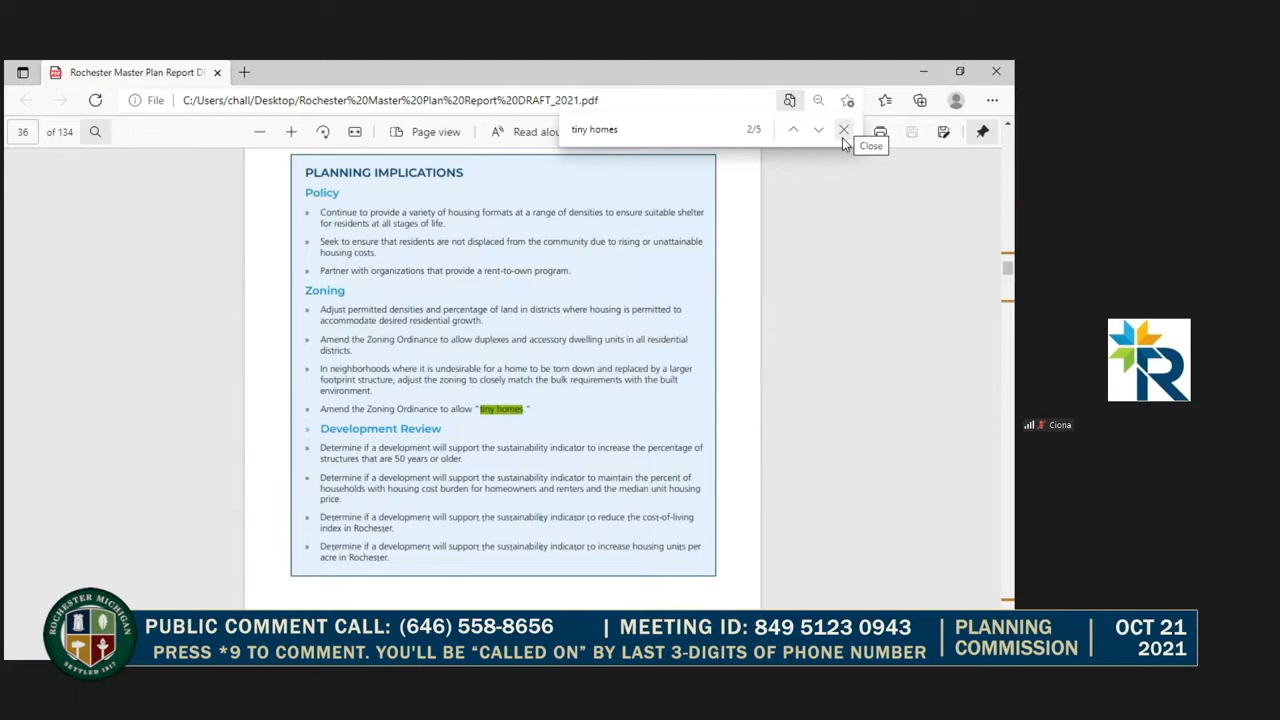 Rochester Master Plan Report D
File
C:/Users/chall/Desktop/Rochester%20Master%20Plan%20Report%20DRAFT_2021.pdf
36 of 134
Page view
Read alou
tiny homes
2/5
Close
PLANNING IMPLICATIONS
Policy
» Continue to provide a variety of housing formats at a range of densities to ensure suitable shelter
for residents at all stages of life.
» Seek to ensure that residents are not displaced from the community due to rising or unattainable
housing costs.
» Partner with organizations that provide a rent-to-own program.
Zoning
» Adjust permitted densities and percentage of land in districts where housing is permitted to
accommodate desired residential growth.
» Amend the Zoning Ordinance to allow duplexes and accessory dwelling units in all residential
districts.
» In neighborhoods where it is undesirable for a home to be torn down and replaced by a larger
footprint structure, adjust the zoning to closely match the bulk requirements with the built
environment.
» Amend the Zoning Ordinance to allow "tiny homes."
» Development Review
» Determine if a development will support the sustainability indicator to increase the percentage of
structures that are 50 years or older.
» Determine if a development will support the sustainability indicator to maintain the percent of
households with housing cost burden for homeowners and renters and the median unit housing
price.
» Determine if a development will support the sustainability indicator to reduce the cost-of-living
index in Rochester.
» Determine if a development will support the sustainability indicator to increase housing units per
acre in Rochester.
R
Ciona
ROCHESTER MICHIGAN
SETTLED 1817
PUBLIC COMMENT CALL: (646) 558-8656 | MEETING ID: 849 5123 0943
PRESS *9 TO COMMENT. YOU'LL BE “CALLED ON” BY LAST 3-DIGITS OF PHONE NUMBER
PLANNING
COMMISSION
OCT 21
2021